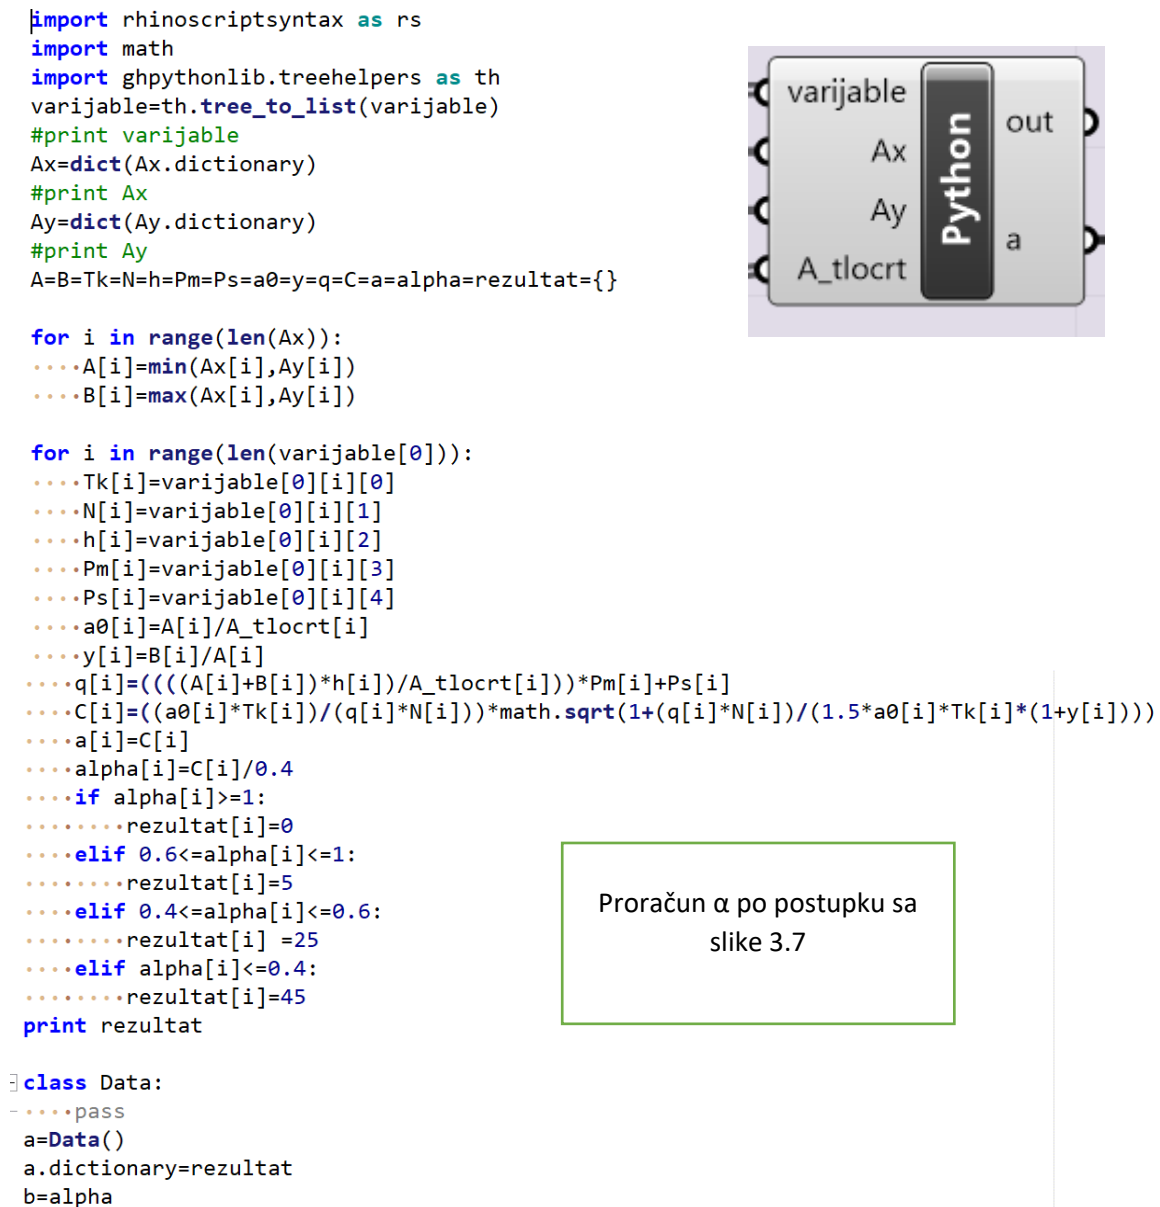 import rhinoscriptsyntax as rs
import math
import ghpythonlib.treehelpers as th
varijable=th.tree_to_list(varijable)
#print varijable
Ax=dict(Ax.dictionary)
#print Ax
Ay=dict(Ay.dictionary)
#print Ay
A=B=Tk=N=h=Pm=Ps=a0=y=q=C=a=alpha=rezultat={}

for i in range(len(Ax)):
    A[i]=min(Ax[i],Ay[i])
    B[i]=max(Ax[i],Ay[i])

for i in range(len(varijable[0])):
    Tk[i]=varijable[0][i][0]
    N[i]=varijable[0][i][1]
    h[i]=varijable[0][i][2]
    Pm[i]=varijable[0][i][3]
    Ps[i]=varijable[0][i][4]
    a0[i]=A[i]/A_tlocrt[i]
    y[i]=B[i]/A[i]
    q[i]=((((A[i]+B[i])*h[i])/A_tlocrt[i]))*Pm[i]+Ps[i]
    C[i]=((a0[i]*Tk[i])/(q[i]*N[i]))*math.sqrt(1+(q[i]*N[i])/(1.5*a0[i]*Tk[i]*(1+y[i])))
    a[i]=C[i]
    alpha[i]=C[i]/0.4
    if alpha[i]>=1:
        rezultat[i]=0
    elif 0.6<=alpha[i]<=1:
        rezultat[i]=5
    elif 0.4<=alpha[i]<=0.6:
        rezultat[i] =25
    elif alpha[i]<=0.4:
        rezultat[i]=45
print rezultat

class Data:
    pass
a=Data()
a.dictionary=rezultat
b=alpha
varijable
Ax
Ay
A_tlocrt
Python
out
a
Proračun α po postupku sa
slike 3.7